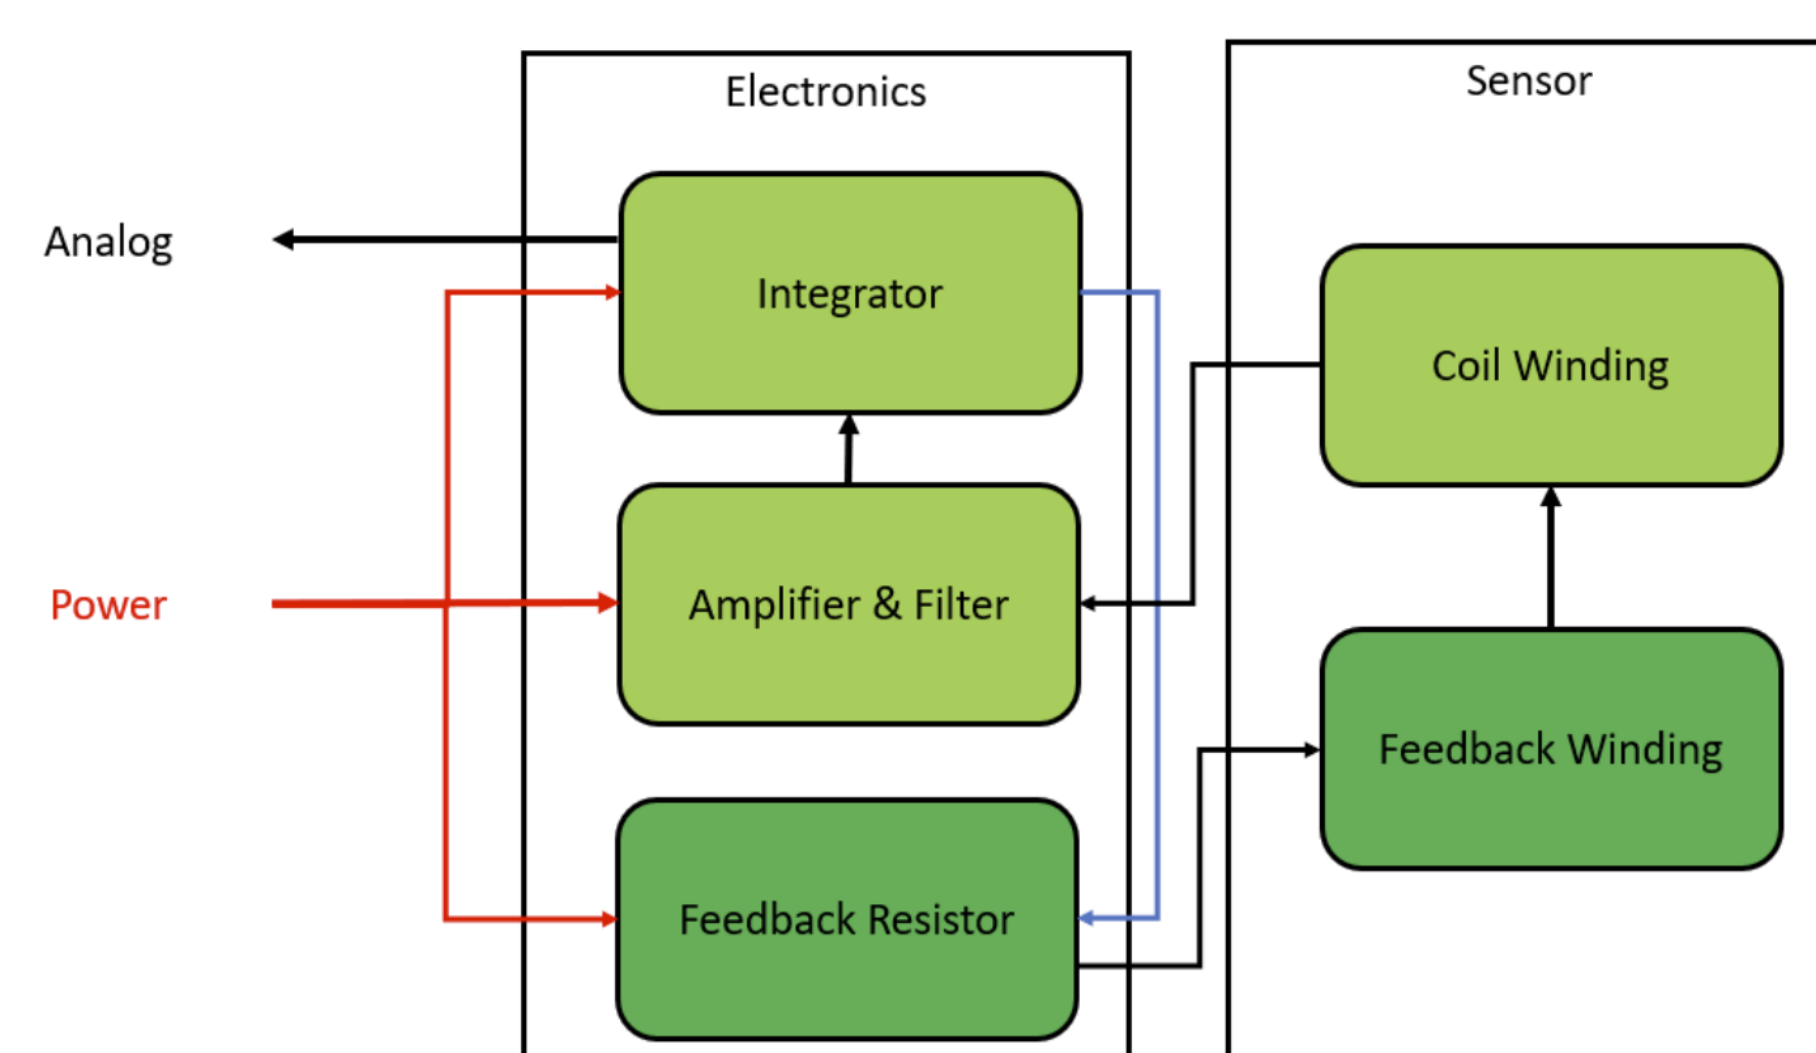 Electronics
Sensor
Analog
Integrator
Coil Winding
Power
Amplifier & Filter
Feedback Winding
Feedback Resistor